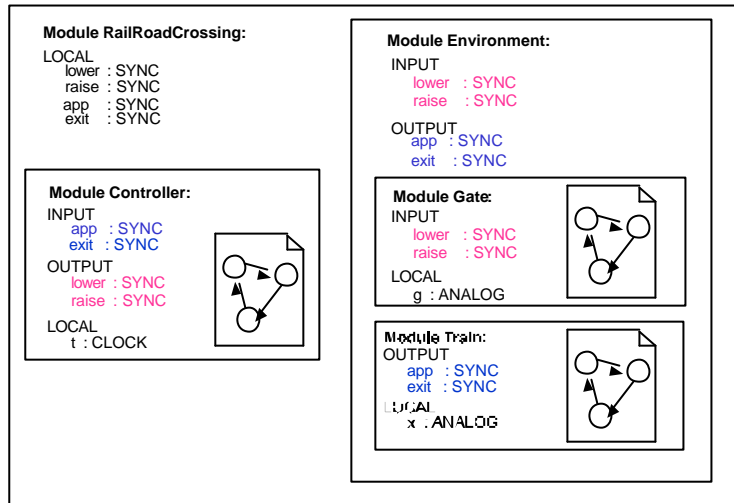 Module RailRoadCrossing:
LOCAL
lower : SYNC
raise : SYNC
app : SYNC
exit : SYNC
Module Controller:
INPUT
app : SYNC
exit : SYNC
OUTPUT
lower : SYNC
raise : SYNC
LOCAL
t : CLOCK
Module Environment:
INPUT
lower : SYNC
raise : SYNC
OUTPUT
app : SYNC
exit : SYNC
Module Gate:
INPUT
lower : SYNC
raise : SYNC
LOCAL
g : ANALOG
Module Train:
OUTPUT
app : SYNC
exit : SYNC
LOCAL
x : ANALOG